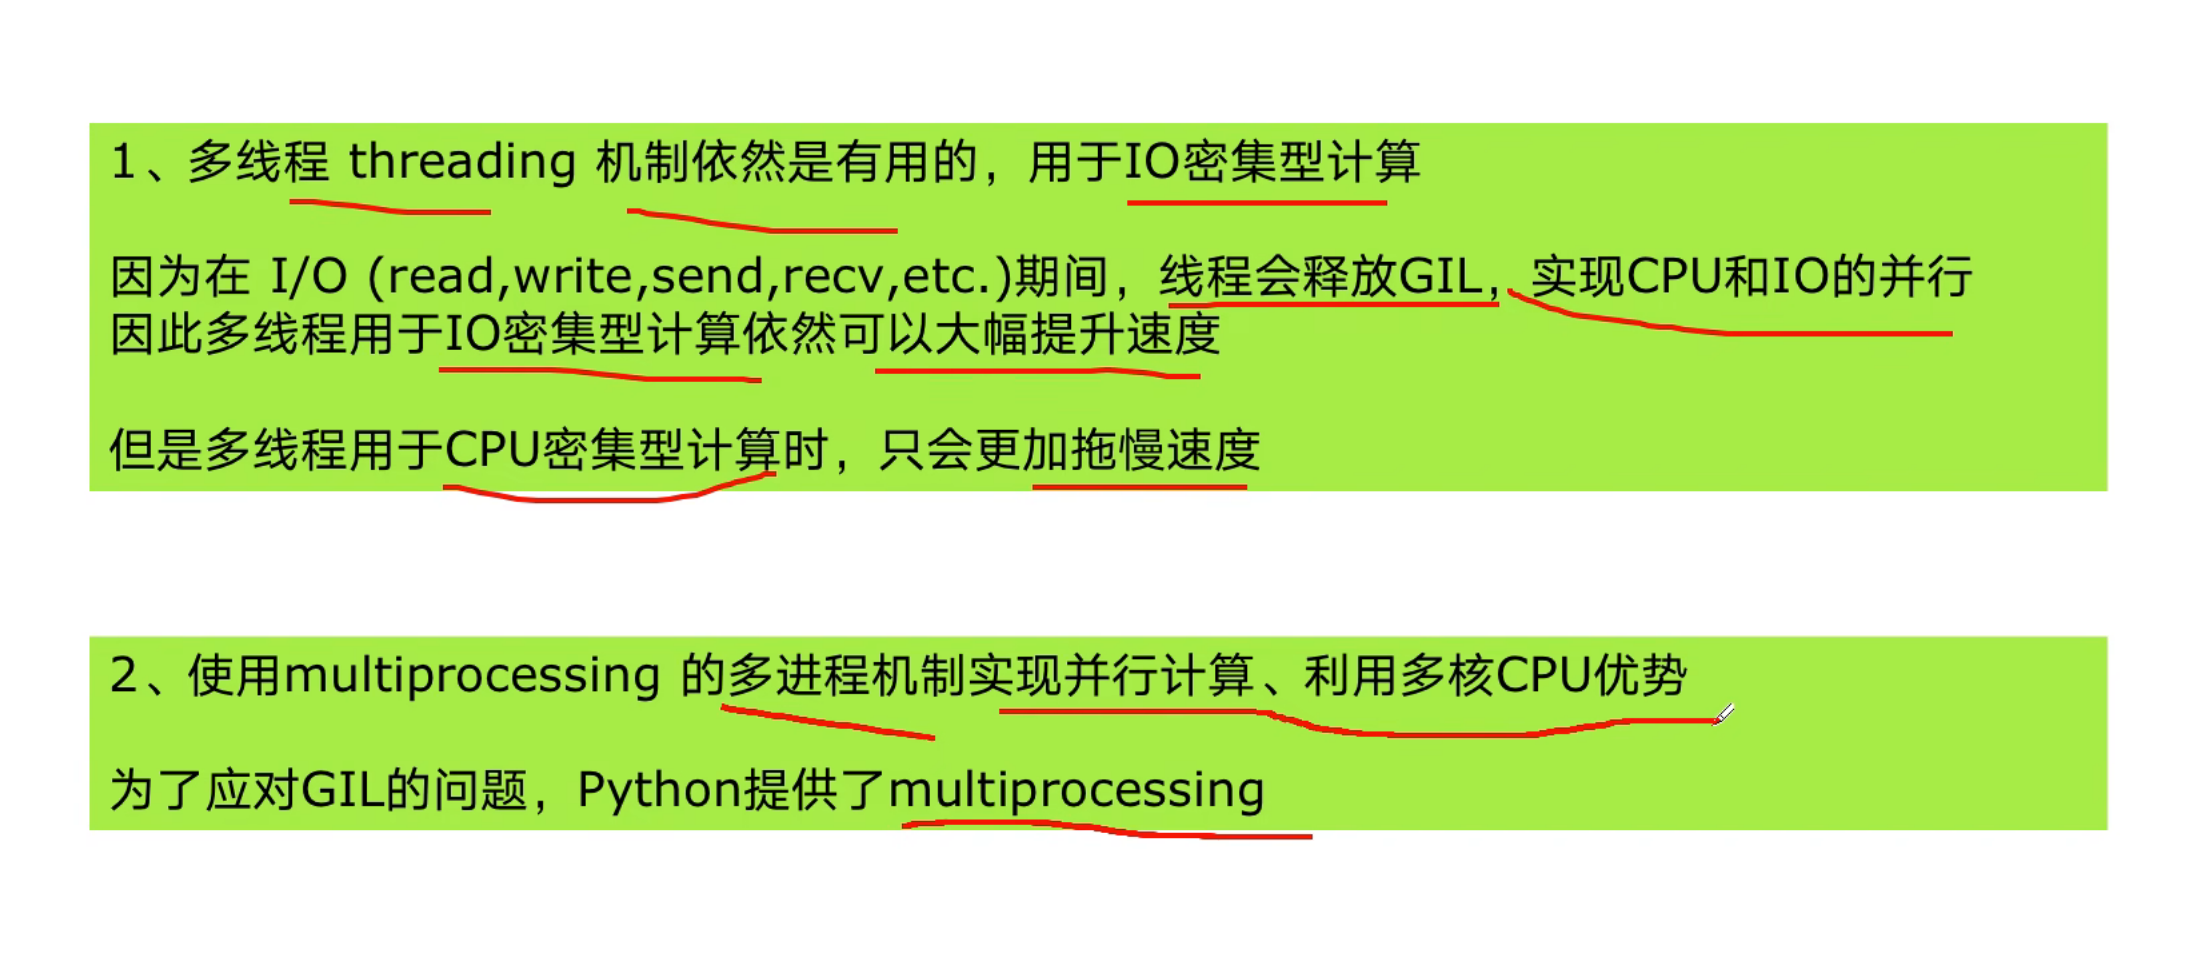 1、多线程 threading 机制依然是有用的，用于IO密集型计算
因为在 I/O (read,write,send,recv,etc.)期间，线程会释放GIL，实现CPU和IO的并行
因此多线程用于IO密集型计算依然可以大幅提升速度
但是多线程用于CPU密集型计算时，只会更加拖慢速度
2、使用multiprocessing 的多进程机制实现并行计算、利用多核CPU优势
为了应对GIL的问题，Python提供了multiprocessing